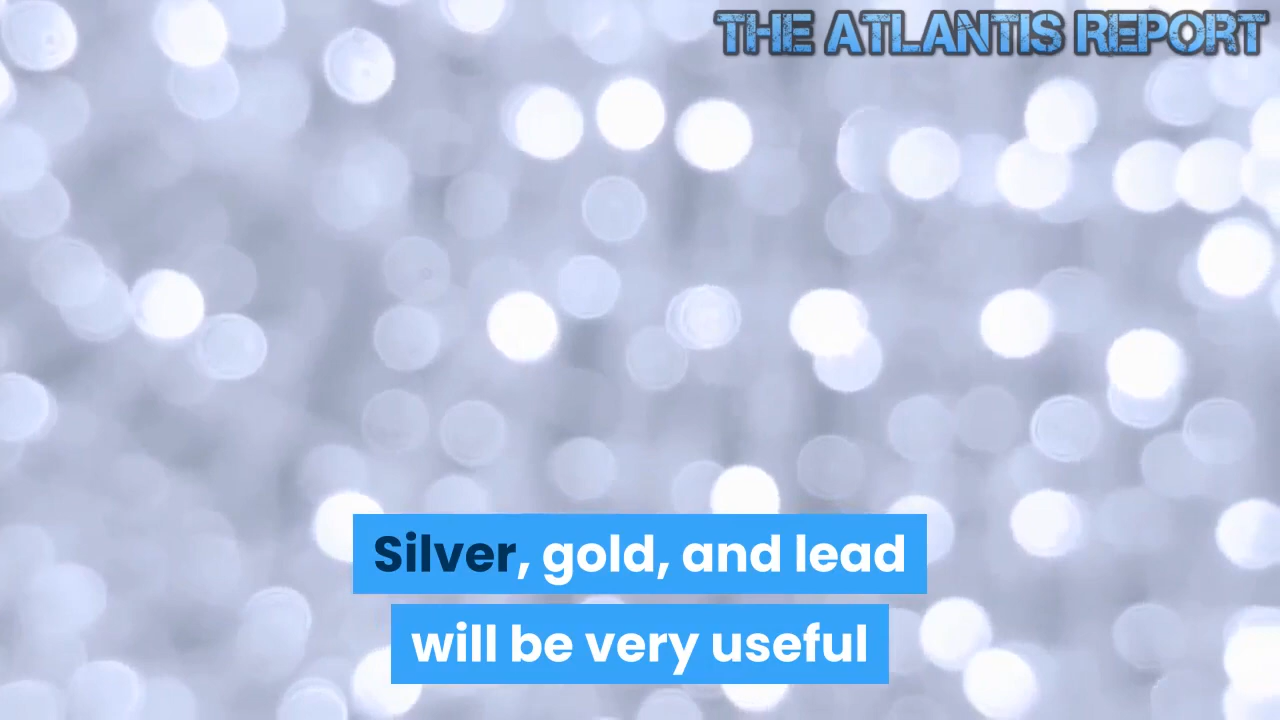 THE ATLANTIS REPORT
Silver, gold, and lead
will be very useful